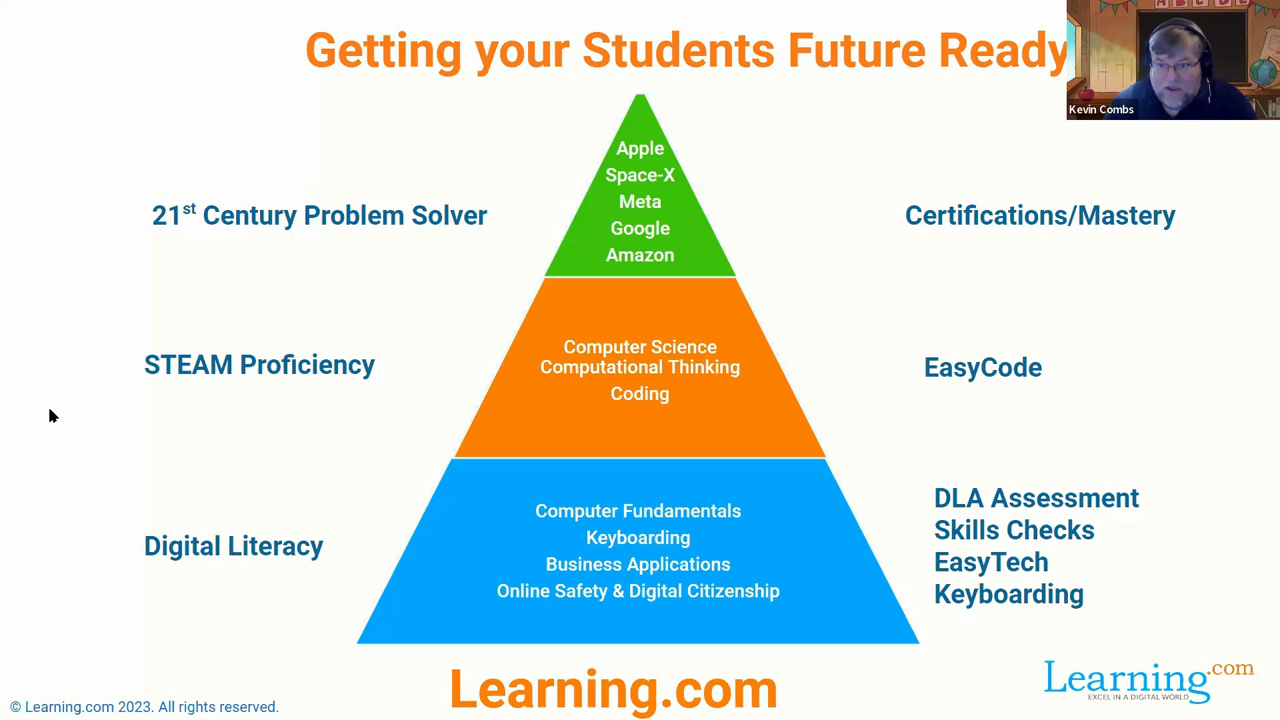 Getting your Students Future Ready
Kevin Combs
Apple
Space-X
Meta
Google
Amazon
21st Century Problem Solver
Certifications/Mastery
Computer Science
Computational Thinking
Coding
STEAM Proficiency
EasyCode
Computer Fundamentals
Keyboarding
Business Applications
Online Safety & Digital Citizenship
Digital Literacy
DLA Assessment
Skills Checks
EasyTech
Keyboarding
Learning.com
Learning.com
EXCEL IN A DIGITAL WORLD
© Learning.com 2023. All rights reserved.